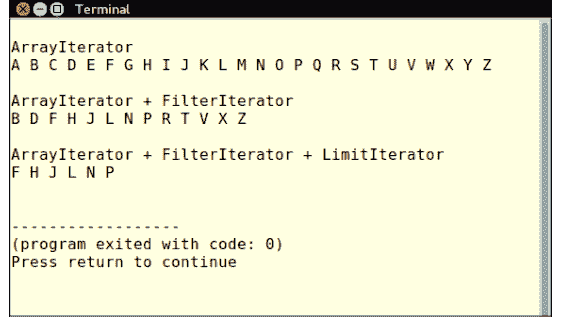 Terminal
ArrayIterator
A B C D E F G H I J K L M N O P Q R S T U V W X Y Z
ArrayIterator + FilterIterator
B D F H J L N P R T V X Z
ArrayIterator + FilterIterator + LimitIterator
F H J L N P
------------------
(program exited with code: 0)
Press return to continue